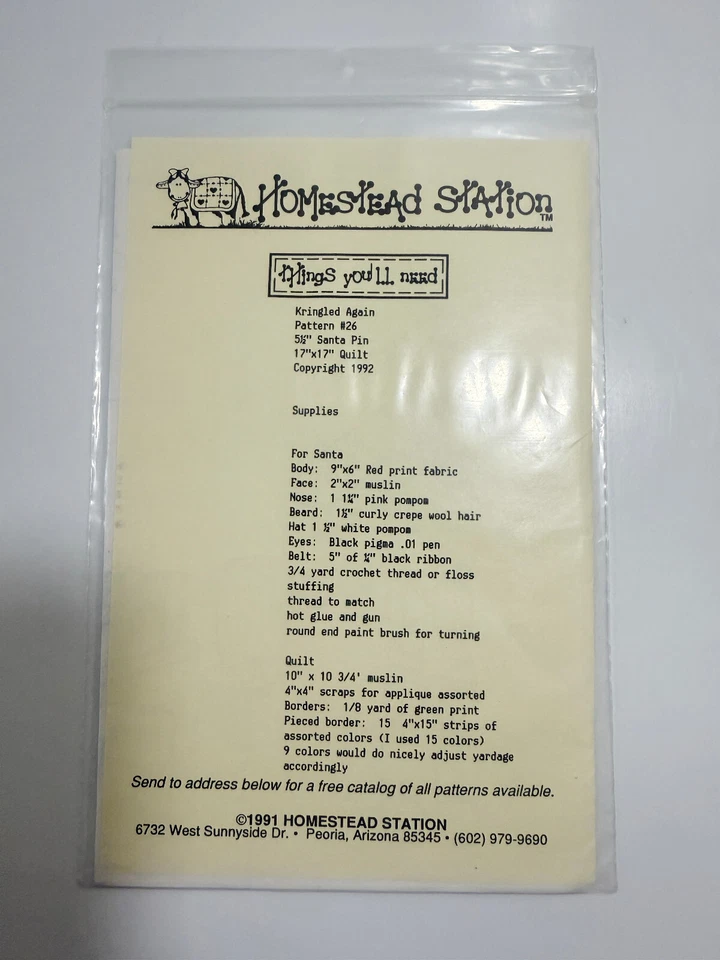 HOMESTEAD STATION TM
things you'll need
Kringled Again
Pattern #26
5½" Santa Pin
17"x17" Quilt
Copyright 1992
Supplies
For Santa
Body: 9"x6" Red print fabric
Face: 2"x2" muslin
Nose: 1 1¼" pink pompom
Beard: 1½" curly crepe wool hair
Hat 1 ½" white pompom
Eyes: Black pigma .01 pen
Belt: 5" of ¼" black ribbon
3/4 yard crochet thread or floss
stuffing
thread to match
hot glue and gun
round end paint brush for turning
Quilt
10" x 10 3/4' muslin
4"x4" scraps for applique assorted
Borders: 1/8 yard of green print
Pieced border: 15 4"x15" strips of
assorted colors (I used 15 colors)
9 colors would do nicely adjust yardage
accordingly
Send to address below for a free catalog of all patterns available.
©1991 HOMESTEAD STATION
6732 West Sunnyside Dr. • Peoria, Arizona 85345 • (602) 979-9690